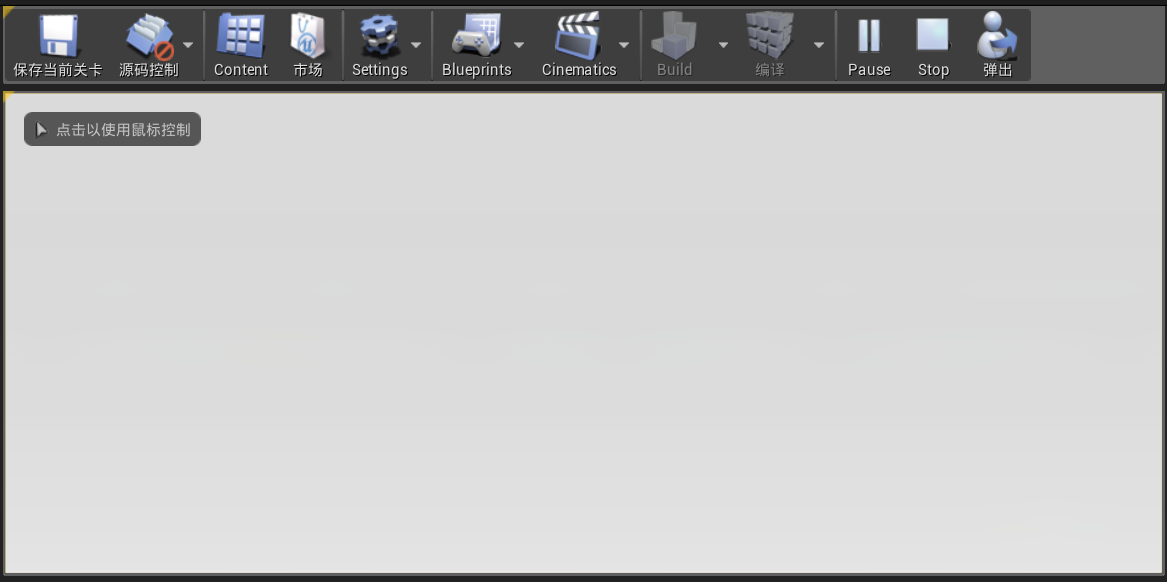 保存当前关卡
源码控制
Content
市场
Settings
Blueprints
Cinematics
Build
编译
Pause
Stop
弹出
点击以使用鼠标控制